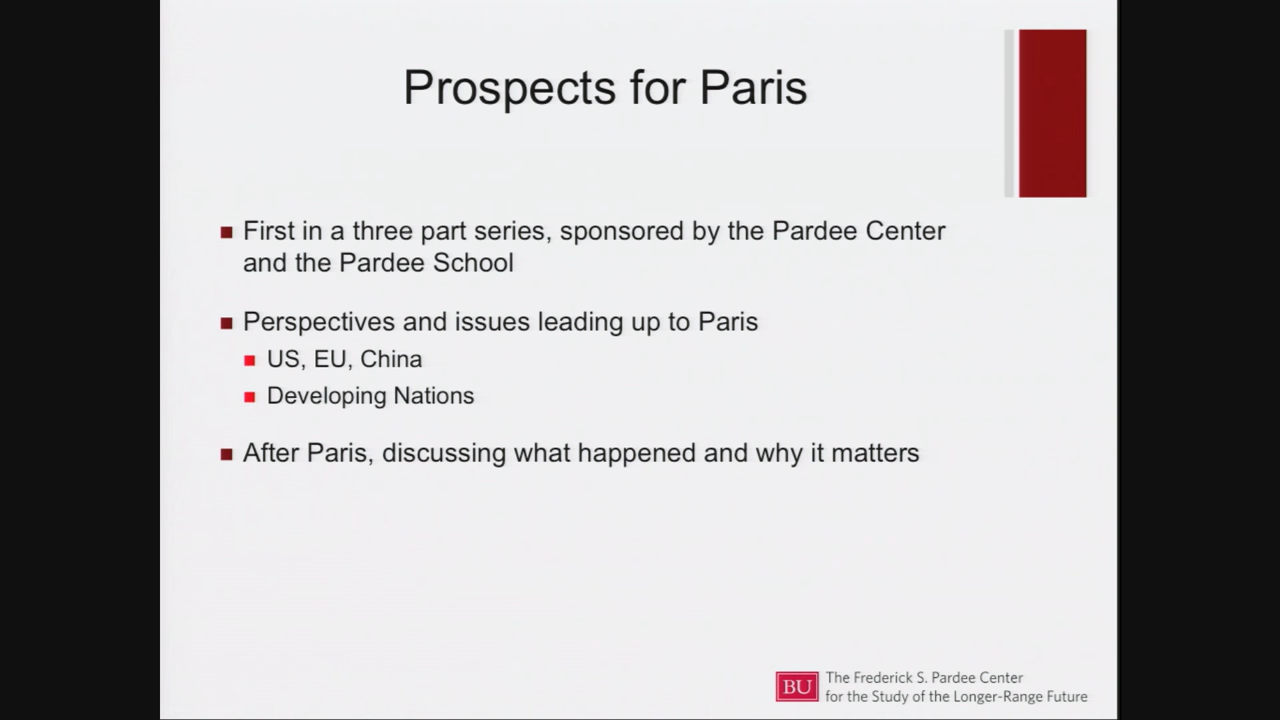 Prospects for Paris
First in a three part series, sponsored by the Pardee Center
and the Pardee School
Perspectives and issues leading up to Paris
US, EU, China
Developing Nations
After Paris, discussing what happened and why it matters
BU
The Frederick S. Pardee Center
for the Study of the Longer-Range Future